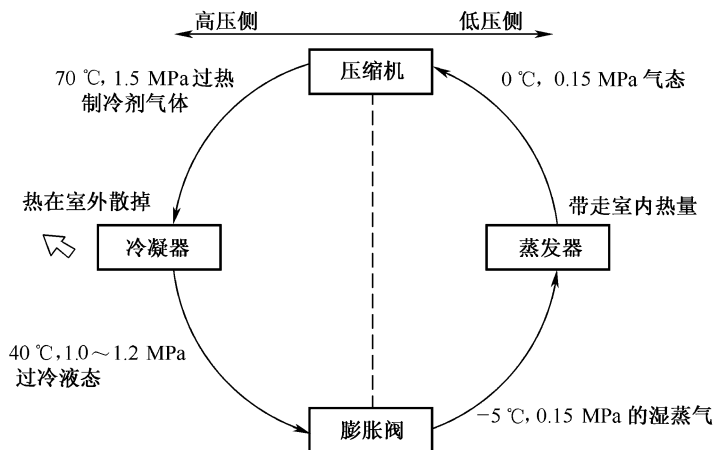 高压侧
低压侧
压缩机
70 ℃, 1.5 MPa 过热
制冷剂气体
0 ℃, 0.15 MPa 气态
热在室外散掉
带走室内热量
冷凝器
蒸发器
40 ℃, 1.0~1.2 MPa
过冷液态
膨胀阀
-5 ℃, 0.15 MPa 的湿蒸气